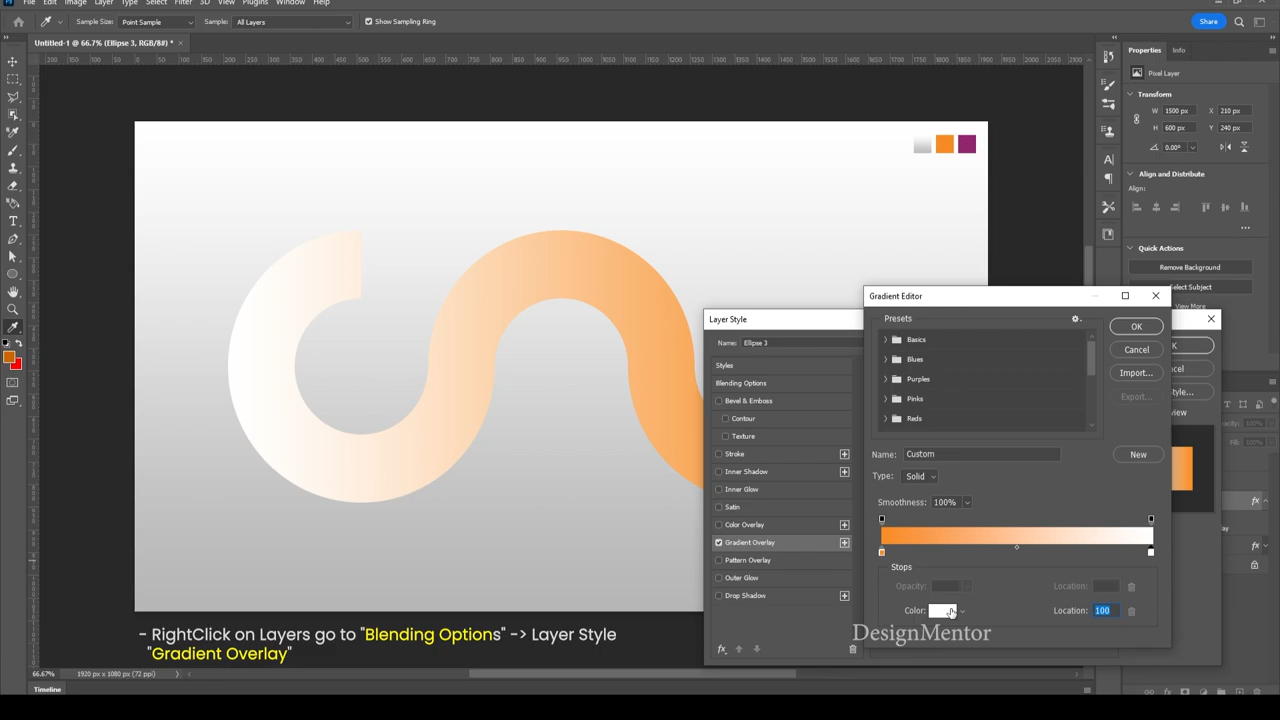 File Edit Image Layer Type Select Filter 3D View Plugins Window Help
Sample Size: Point Sample Sample: All Layers Show Sampling Ring Share
Untitled-1 @ 66.7% (Ellipse 3, RGB/8#) *
Properties Info
Pixel Layer
Transform
W 1500 px X 210 px
H 600 px Y 240 px
0.00°
Align and Distribute
Align:
Quick Actions
Remove Background
Select Subject
View More
Gradient Editor
Presets
Basics
Blues
Purples
Pinks
Reds
OK
Cancel
Import...
Export...
Name: Custom
New
Type: Solid
Smoothness: 100%
Stops
Opacity: Location:
Color: Location: 100
Layer Style
Name: Ellipse 3
Styles
Blending Options
Bevel & Emboss
Contour
Texture
Stroke
Inner Shadow
Inner Glow
Satin
Color Overlay
Gradient Overlay
Pattern Overlay
Outer Glow
Drop Shadow
fx
DesignMentor
- RightClick on Layers go to "Blending Options" -> Layer Style
"Gradient Overlay"
66.67% 1920 px x 1080 px (72 ppi)
Timeline